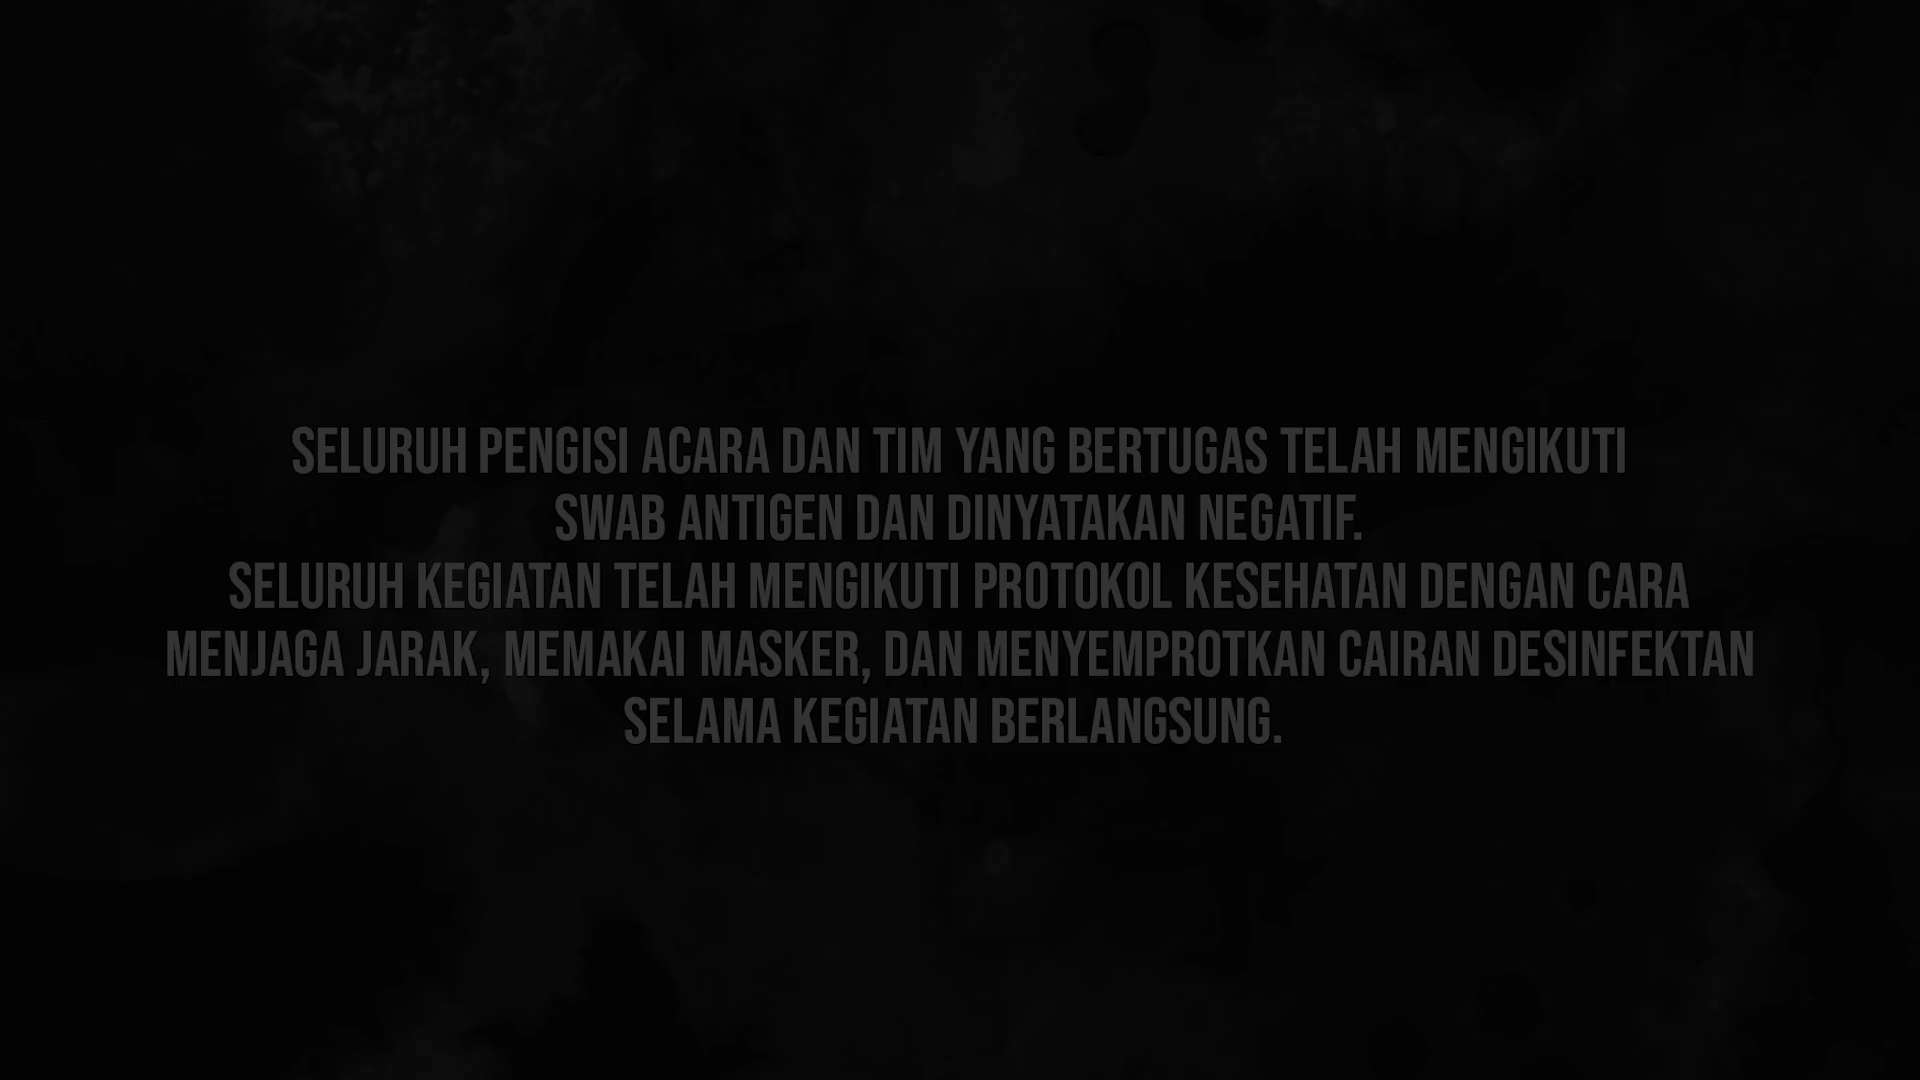 SELURUH PENGISI ACARA DAN TIM YANG BERTUGAS TELAH MENGIKUTI
SWAB ANTIGEN DAN DINYATAKAN NEGATIF.
SELURUH KEGIATAN TELAH MENGIKUTI PROTOKOL KESEHATAN DENGAN CARA
MENJAGA JARAK, MEMAKAI MASKER, DAN MENYEMPROTKAN CAIRAN DESINFEKTAN
SELAMA KEGIATAN BERLANGSUNG.